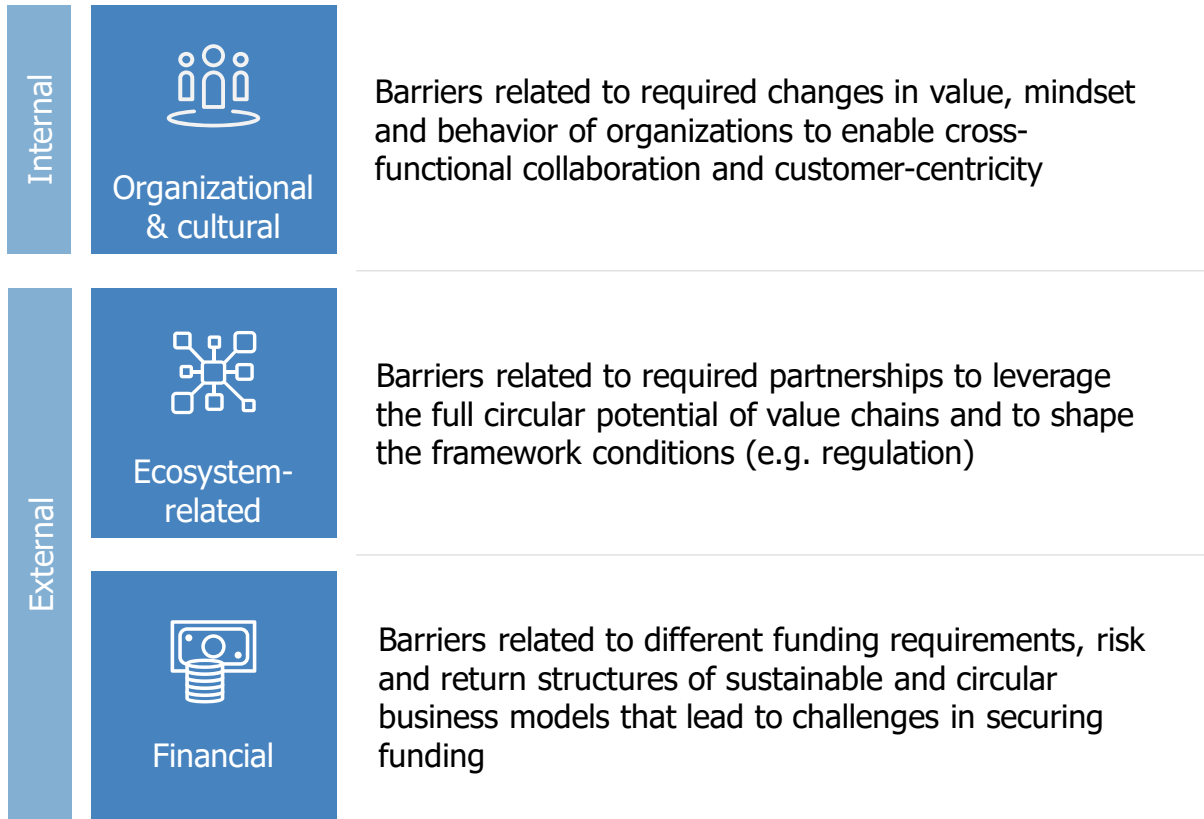 Internal
Organizational
& cultural
Barriers related to required changes in value, mindset
and behavior of organizations to enable cross-
functional collaboration and customer-centricity
External
Ecosystem-
related
Barriers related to required partnerships to leverage
the full circular potential of value chains and to shape
the framework conditions (e.g. regulation)
Financial
Barriers related to different funding requirements, risk
and return structures of sustainable and circular
business models that lead to challenges in securing
funding